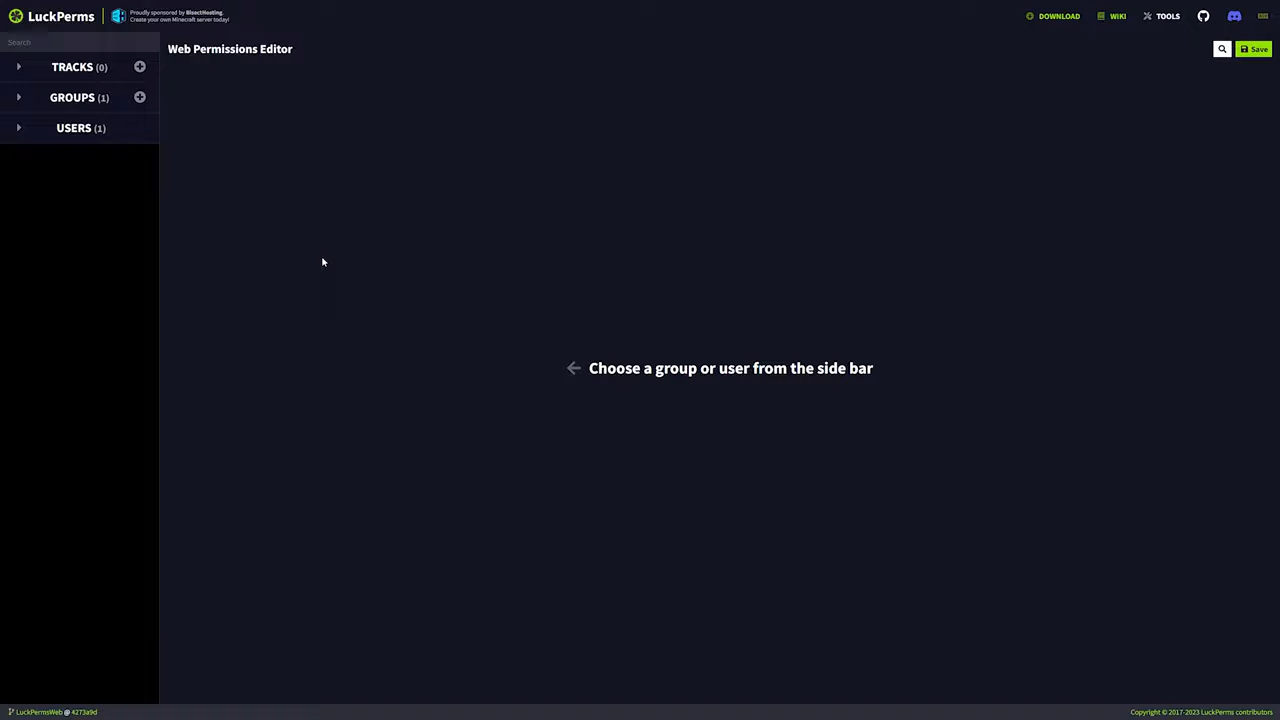 LuckPerms
Proudly sponsored by BisectHosting.
Create your own Minecraft server today!
DOWNLOAD
WIKI
TOOLS
Search
Web Permissions Editor
Save
TRACKS (0)
GROUPS (1)
USERS (1)
Choose a group or user from the side bar
LuckPermsWeb @ 4273a9d
Copyright © 2017-2023 LuckPerms contributors